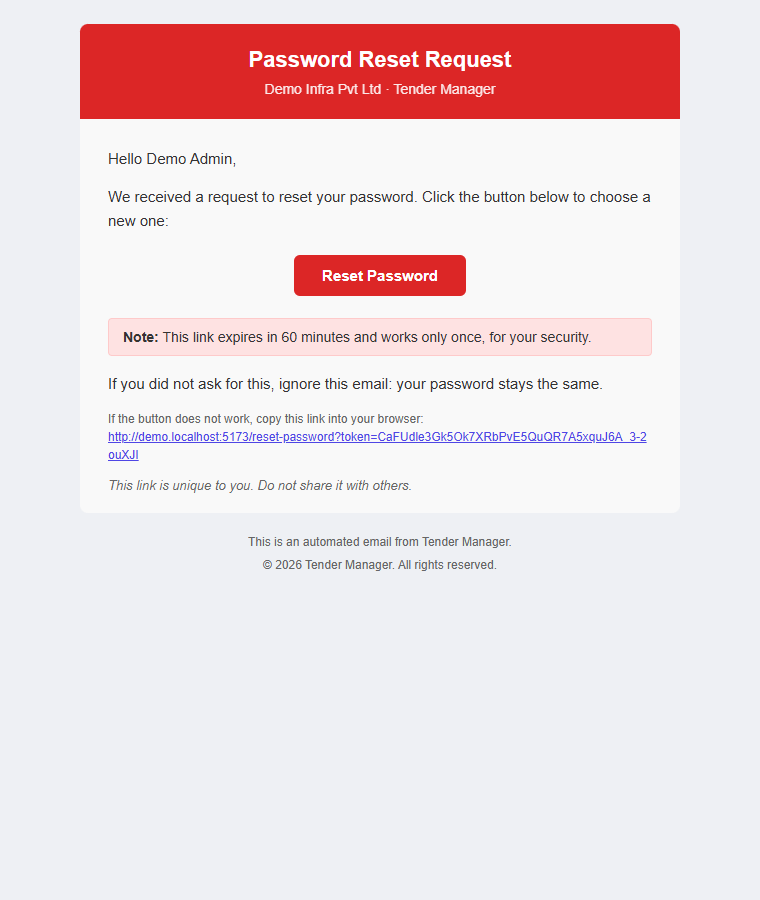 Password Reset Request
Demo Infra Pvt Ltd · Tender Manager
Hello Demo Admin,
We received a request to reset your password. Click the button below to choose a
new one:
Reset Password
Note: This link expires in 60 minutes and works only once, for your security.
If you did not ask for this, ignore this email: your password stays the same.
If the button does not work, copy this link into your browser:
http://demo.localhost:5173/reset-password?token=CaFUdle3Gk5Ok7XRbPvE5QuQR7A5xquJ6A_3-2
ouXJI
This link is unique to you. Do not share it with others.
This is an automated email from Tender Manager.
© 2026 Tender Manager. All rights reserved.